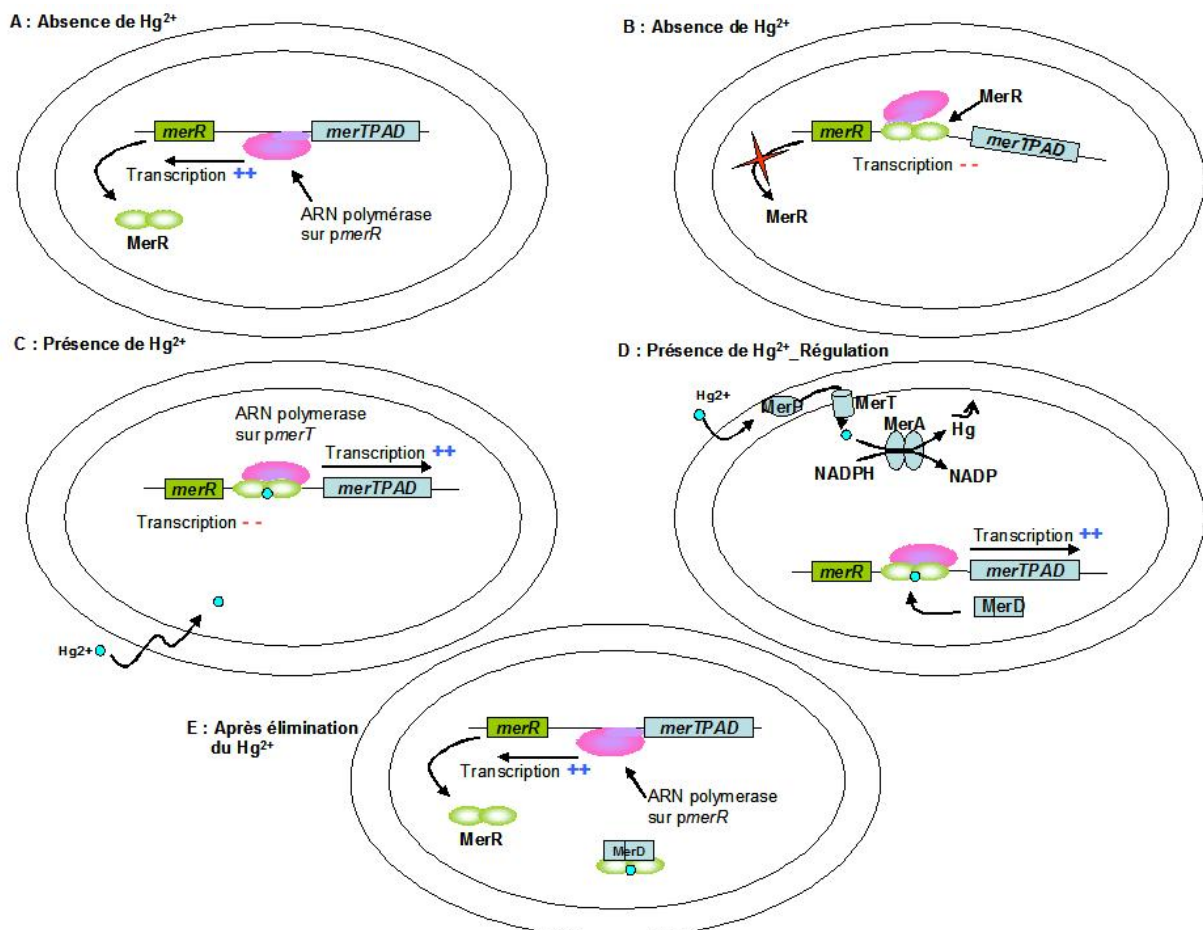 A : Absence de Hg²⁺
merR
merTPAD
Transcription ++
ARN polymérase
sur pmerR
MerR
B : Absence de Hg²⁺
MerR
merR
merTPAD
Transcription - -
MerR
C : Présence de Hg²⁺
ARN polymerase
sur pmerT
Transcription ++
merR
merTPAD
Transcription - -
Hg2+
D : Présence de Hg²⁺_Régulation
Hg2+
MerP
MerT
MerA
Hg
NADPH
NADP
Transcription ++
merR
merTPAD
MerD
E : Après élimination
du Hg²⁺
merR
merTPAD
Transcription ++
ARN polymerase
sur pmerR
MerR
MerD